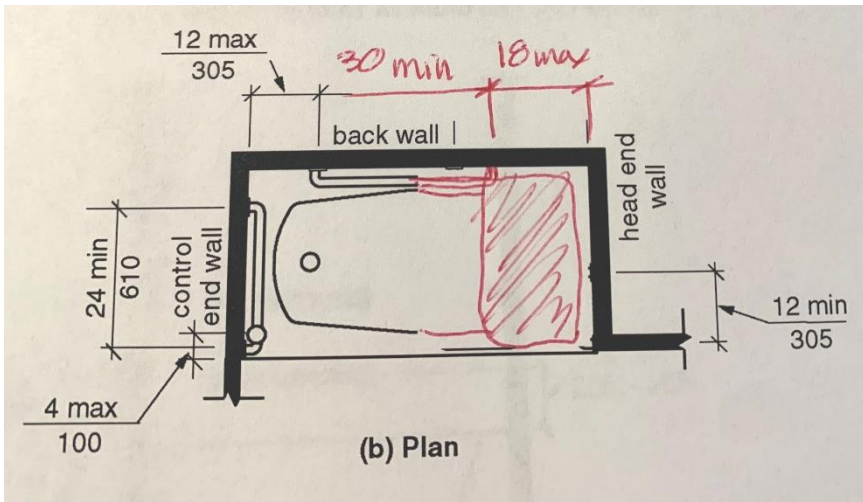 12 max
305
30 min
18 max
back wall
head end
wall
24 min
610
control
end wall
12 min
305
4 max
100
(b) Plan